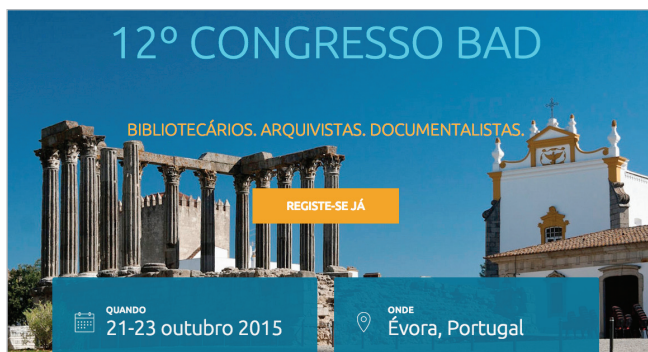 12º CONGRESSO BAD
BIBLIOTECÁRIOS. ARQUIVISTAS. DOCUMENTALISTAS.
REGISTE-SE JÁ
QUANDO
21-23 outubro 2015
ONDE
Évora, Portugal